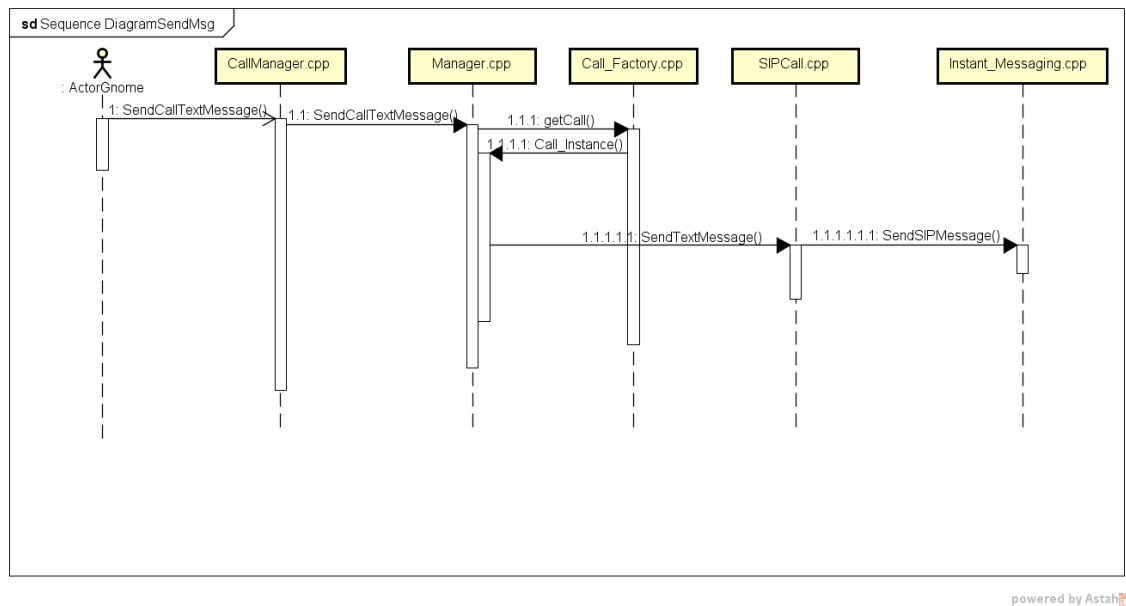 sd Sequence DiagramSendMsg
CallManager.cpp
Manager.cpp
Call_Factory.cpp
SIPCall.cpp
Instant_Messaging.cpp
: ActorGnome
1: SendCallTextMessage()
1.1: SendCallTextMessage()
1.1.1: getCall()
1.1.1.1: Call_Instance()
1.1.1.1.1: SendTextMessage()
1.1.1.1.1.1: SendSIPMessage()
powered by Astah